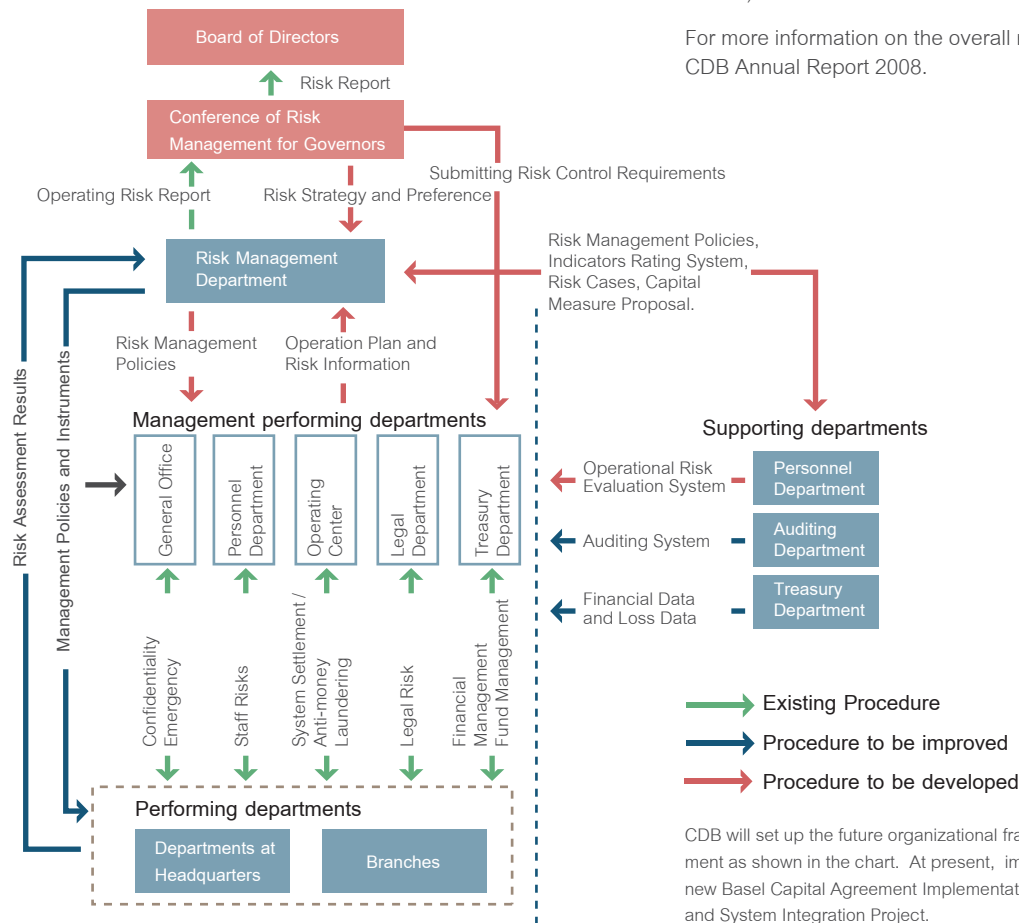 For more information on the overall
CDB Annual Report 2008.
Board of Directors
Risk Report
Conference of Risk
Management for Governors
Submitting Risk Control Requirements
Operating Risk Report
Risk Strategy and Preference
Risk Management
Department
Risk Management Policies,
Indicators Rating System,
Risk Cases, Capital
Measure Proposal.
Risk Management
Policies
Operation Plan and
Risk Information
Risk Assessment Results
Management Policies and Instruments
Management performing departments
General Office
Personnel
Department
Operating
Center
Legal
Department
Treasury
Department
Supporting departments
Operational Risk
Evaluation System
Personnel
Department
Auditing System
Auditing
Department
Financial Data
and Loss Data
Treasury
Department
Confidentiality
Emergency
Staff Risks
System Settlement /
Anti-money
Laundering
Legal Risk
Financial
Management
Fund Management
Performing departments
Departments at
Headquarters
Branches
Existing Procedure
Procedure to be improved
Procedure to be developed
CDB will set up the future organizational
ment as shown in the chart. At present,
new Basel Capital Agreement
and System Integration Project.